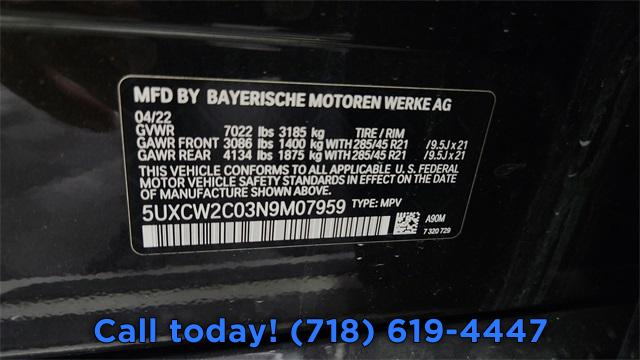 MFD BY BAYERISCHE MOTOREN WERKE AG
04/22
GVWR 7022 lbs 3185 kg TIRE / RIM
GAWR FRONT 3086 lbs 1400 kg WITH 285/45 R21 / 9.5J x 21
GAWR REAR 4134 lbs 1875 kg WITH 285/45 R21 / 9.5J x 21
THIS VEHICLE CONFORMS TO ALL APPLICABLE U.S. FEDERAL
MOTOR VEHICLE SAFETY STANDARDS IN EFFECT ON THE DATE OF
MANUFACTURE SHOWN ABOVE.
5UXCW2C03N9M07959 TYPE: MPV
A90M
7 320 729
Call today! (718) 619-4447